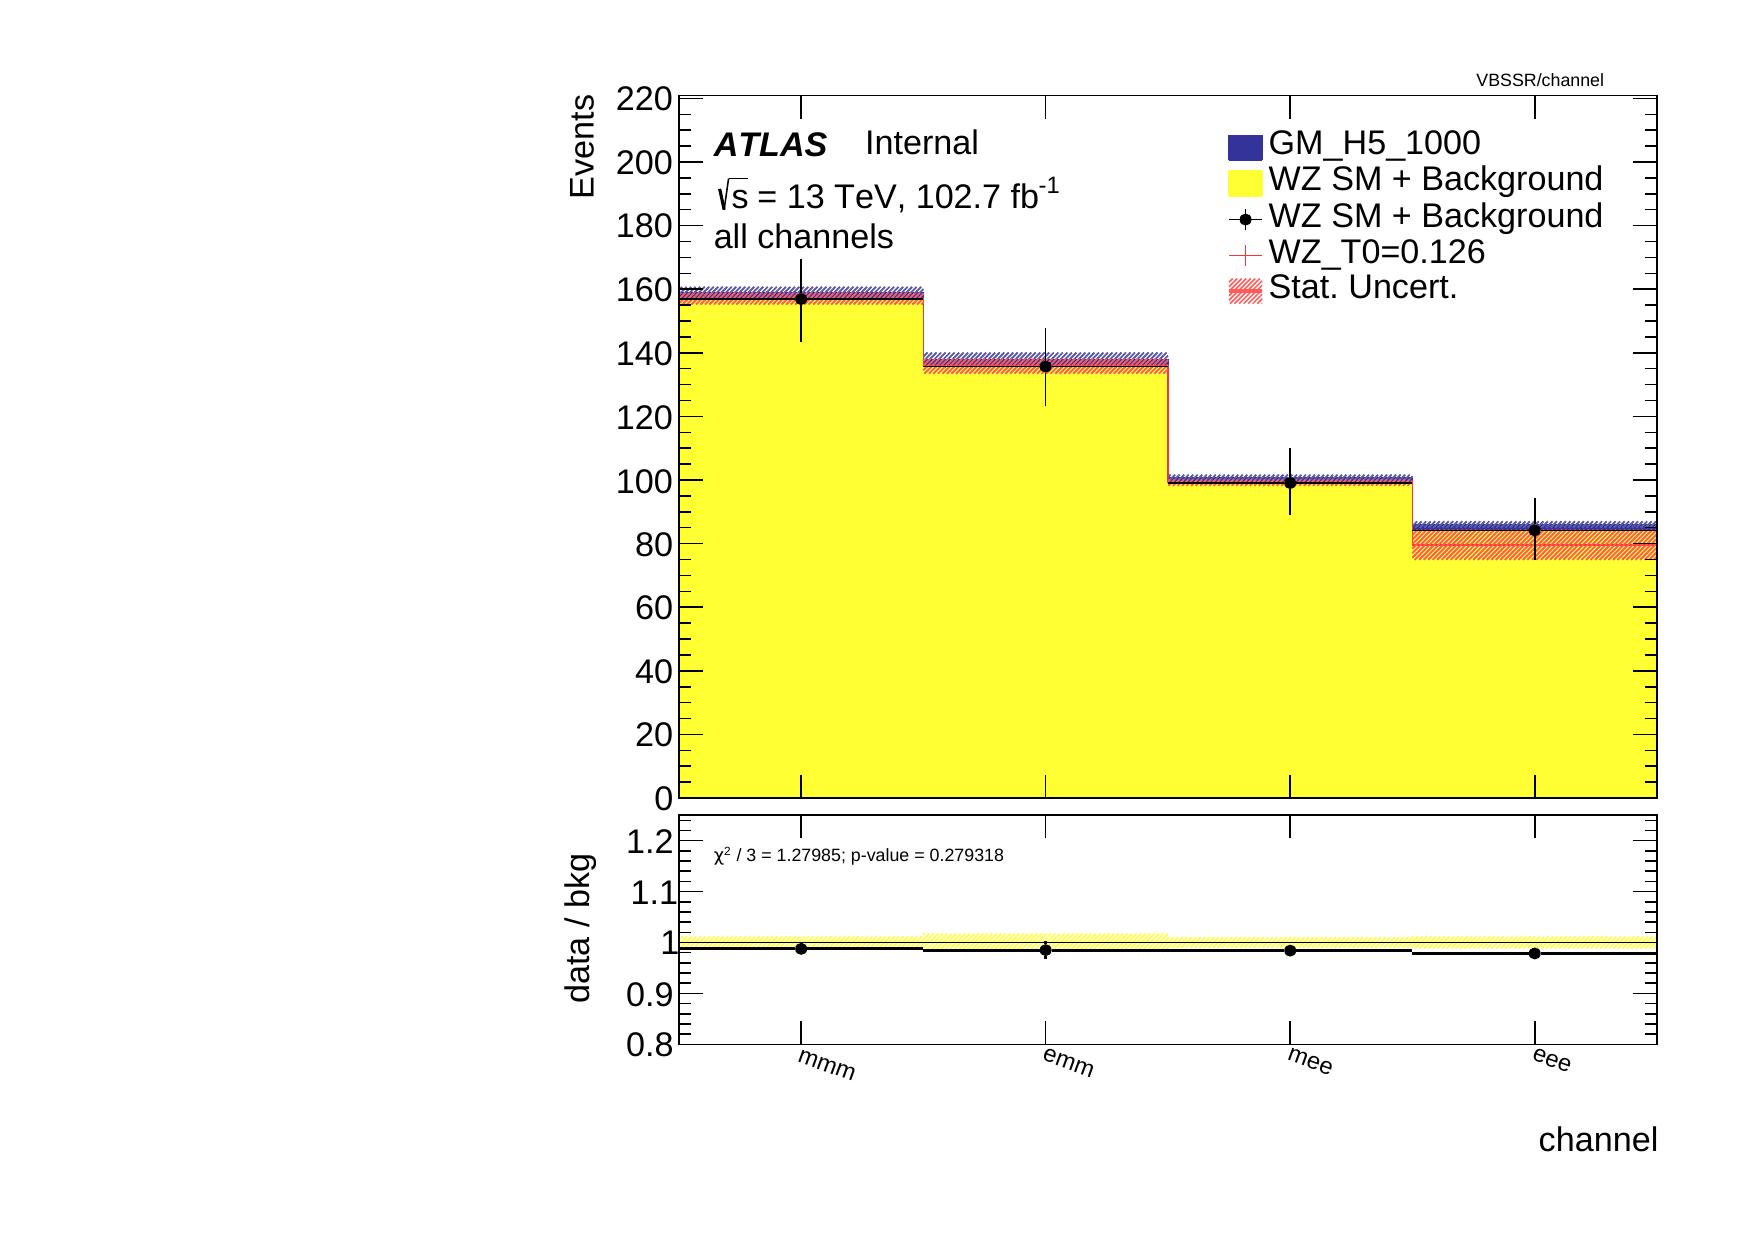 VBSSR/channel
Events
220
200
180
160
140
120
100
80
60
40
20
0
ATLAS Internal
√s = 13 TeV, 102.7 fb⁻¹
all channels
GM_H5_1000
WZ SM + Background
WZ SM + Background
WZ_T0=0.126
Stat. Uncert.
data / bkg
1.2
1.1
1
0.9
0.8
χ² / 3 = 1.27985; p-value = 0.279318
mmm
emm
mee
eee
channel